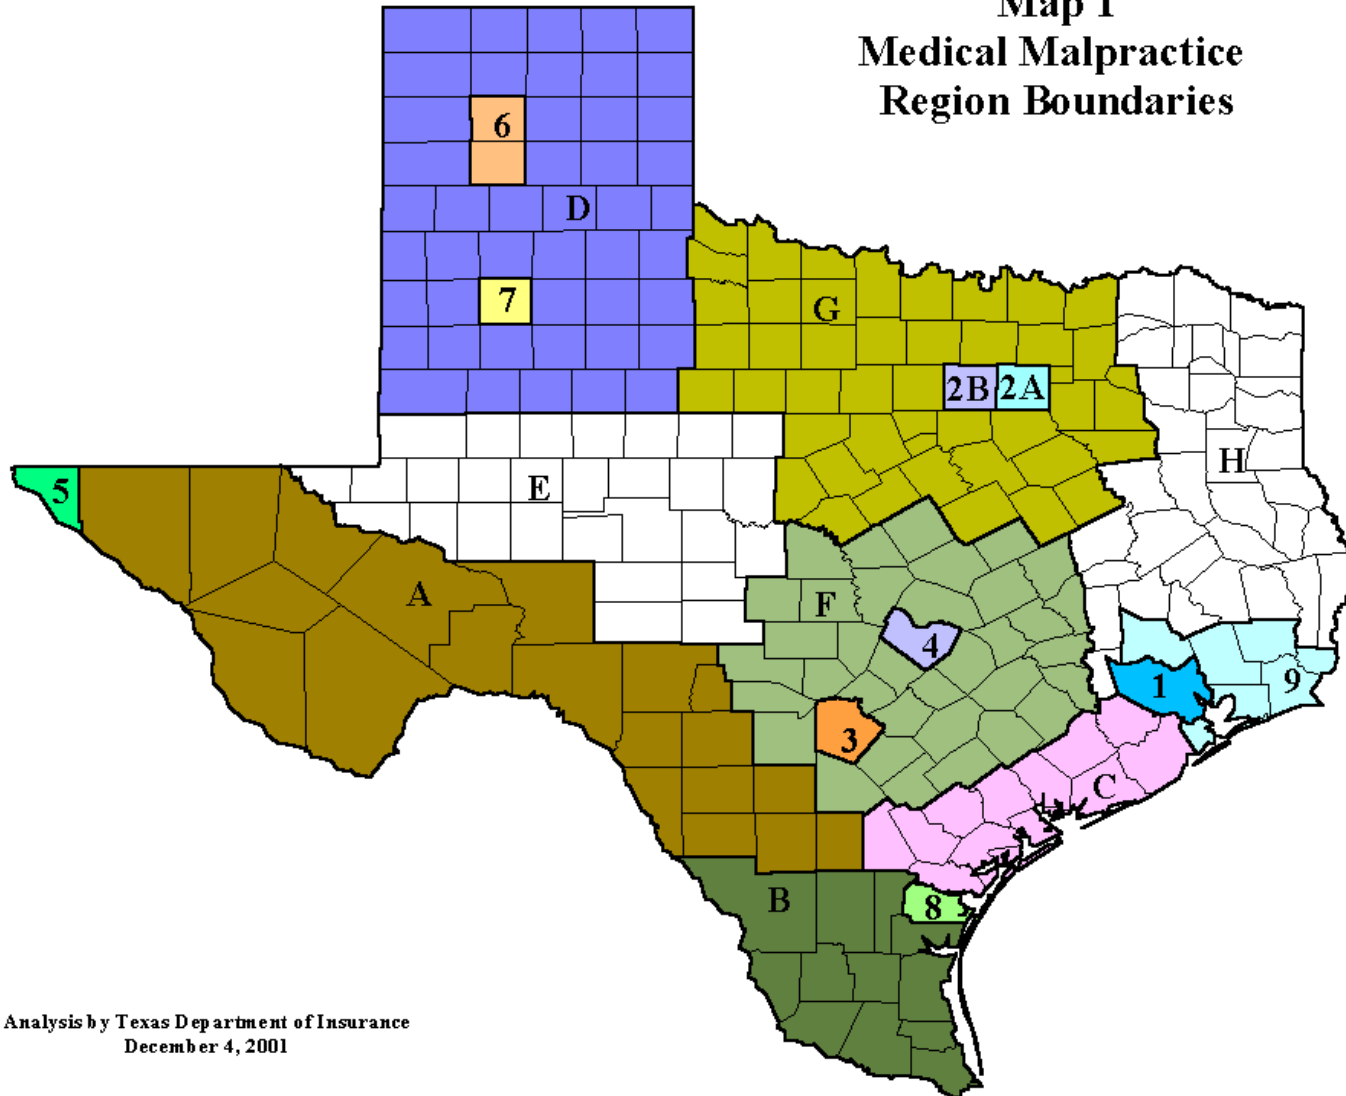 Map 1
Medical Malpractice
Region Boundaries
6
D
7
G
2B
2A
H
5
E
A
F
4
1
9
3
C
B
8
Analysis by Texas Department of Insurance
December 4, 2001